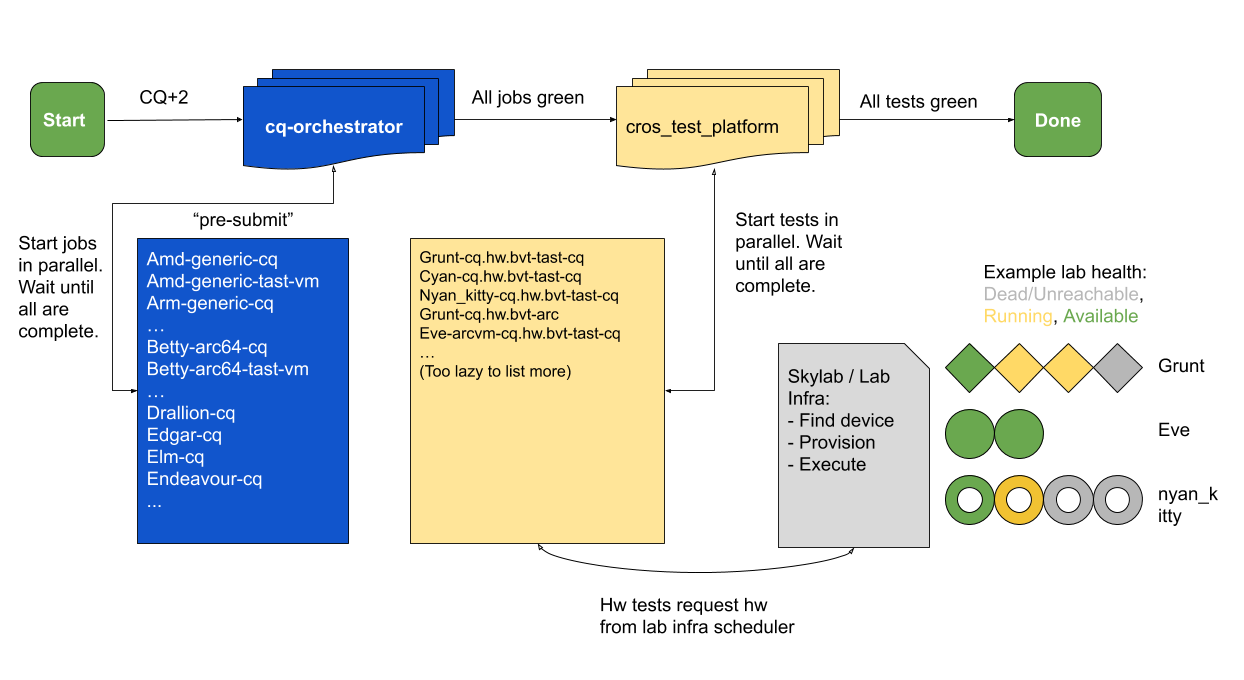 Start
CQ+2
cq-orchestrator
All jobs green
cros_test_platform
All tests green
Done
“pre-submit”
Start jobs
in parallel.
Wait until
all are
complete.
Amd-generic-cq
Amd-generic-tast-vm
Arm-generic-cq
…
Betty-arc64-cq
Betty-arc64-tast-vm
…
Drallion-cq
Edgar-cq
Elm-cq
Endeavour-cq
...
Grunt-cq.hw.bvt-tast-cq
Cyan-cq.hw.bvt-tast-cq
Nyan_kitty-cq.hw.bvt-tast-cq
Grunt-cq.hw.bvt-arc
Eve-arcvm-cq.hw.bvt-tast-cq
…
(Too lazy to list more)
Start tests in
parallel. Wait
until all are
complete.
Skylab / Lab
Infra:
- Find device
- Provision
- Execute
Example lab health:
Dead/Unreachable,
Running, Available
Grunt
Eve
nyan_k
itty
Hw tests request hw
from lab infra scheduler